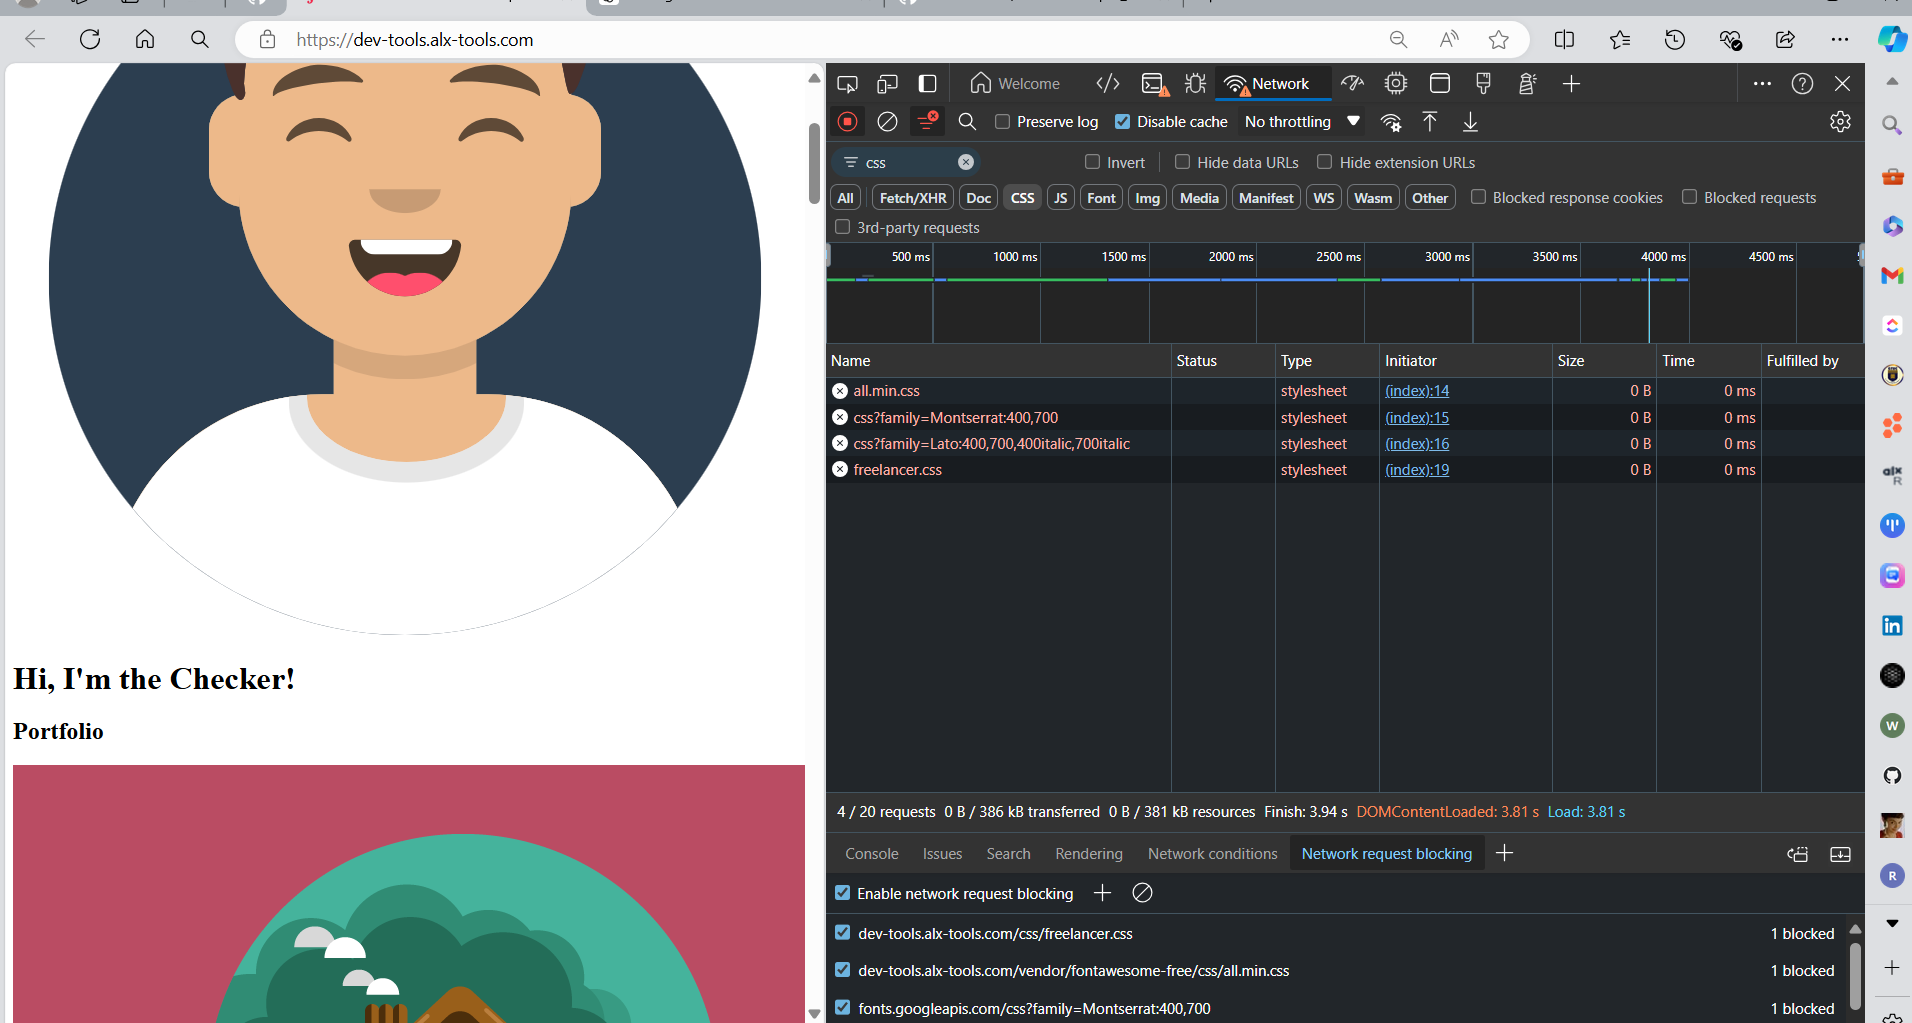 https://dev-tools.alx-tools.com
Welcome
Network
Preserve log
Disable cache
No throttling
css
Invert
Hide data URLs
Hide extension URLs
All
Fetch/XHR
Doc
CSS
JS
Font
Img
Media
Manifest
WS
Wasm
Other
Blocked response cookies
Blocked requests
3rd-party requests
500 ms
1000 ms
1500 ms
2000 ms
2500 ms
3000 ms
3500 ms
4000 ms
4500 ms
Name Status Type Initiator Size Time Fulfilled by
all.min.css stylesheet (index):14 0 B 0 ms
css?family=Montserrat:400,700 stylesheet (index):15 0 B 0 ms
css?family=Lato:400,700,400italic,700italic stylesheet (index):16 0 B 0 ms
freelancer.css stylesheet (index):19 0 B 0 ms
4 / 20 requests 0 B / 386 kB transferred 0 B / 381 kB resources Finish: 3.94 s DOMContentLoaded: 3.81 s Load: 3.81 s
Console
Issues
Search
Rendering
Network conditions
Network request blocking
Enable network request blocking
dev-tools.alx-tools.com/css/freelancer.css 1 blocked
dev-tools.alx-tools.com/vendor/fontawesome-free/css/all.min.css 1 blocked
fonts.googleapis.com/css?family=Montserrat:400,700 1 blocked
Hi, I'm the Checker!
Portfolio
alx
R
in
W
R